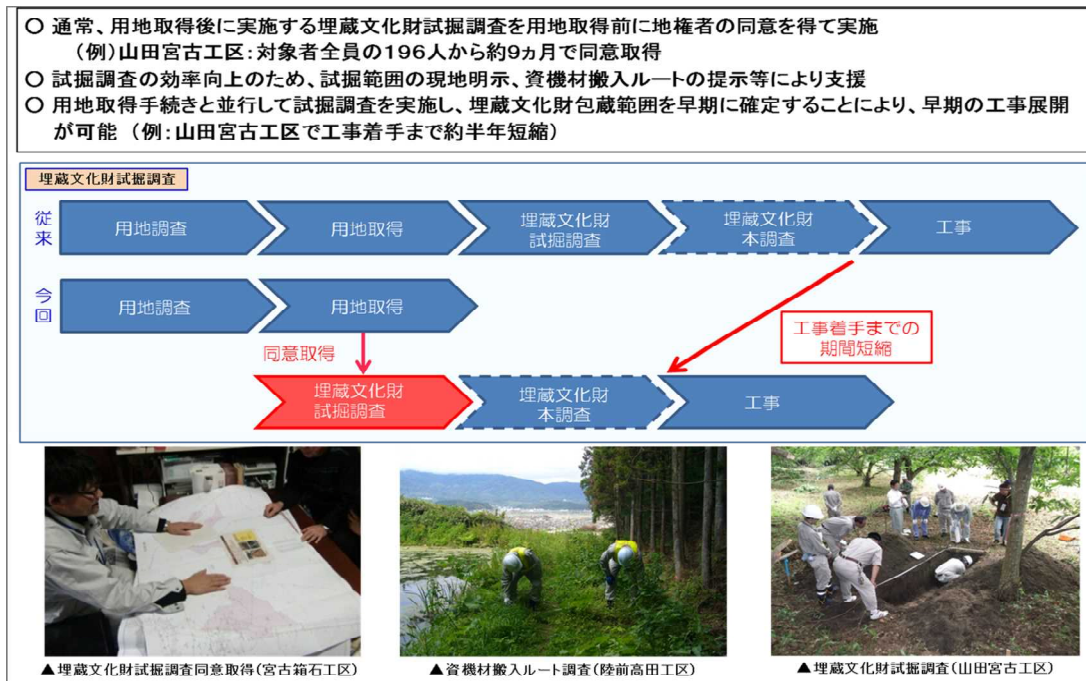 ○ 通常、用地取得後に実施する埋蔵文化財試掘調査を用地取得前に地権者の同意を得て実施
（例）山田宮古工区：対象者全員の196人から約9ヵ月で同意取得
○ 試掘調査の効率向上のため、試掘範囲の現地明示、資機材搬入ルートの提示等により支援
○ 用地取得手続きと並行して試掘調査を実施し、埋蔵文化財包蔵範囲を早期に確定することにより、早期の工事展開
が可能 （例：山田宮古工区で工事着手まで約半年短縮）
埋蔵文化財試掘調査
従来
用地調査
用地取得
埋蔵文化財
試掘調査
埋蔵文化財
本調査
工事
今回
用地調査
用地取得
同意取得
工事着手までの
期間短縮
埋蔵文化財
試掘調査
埋蔵文化財
本調査
工事
▲埋蔵文化財試掘調査同意取得(宮古箱石工区)
▲資機材搬入ルート調査(陸前高田工区)
▲埋蔵文化財試掘調査(山田宮古工区)